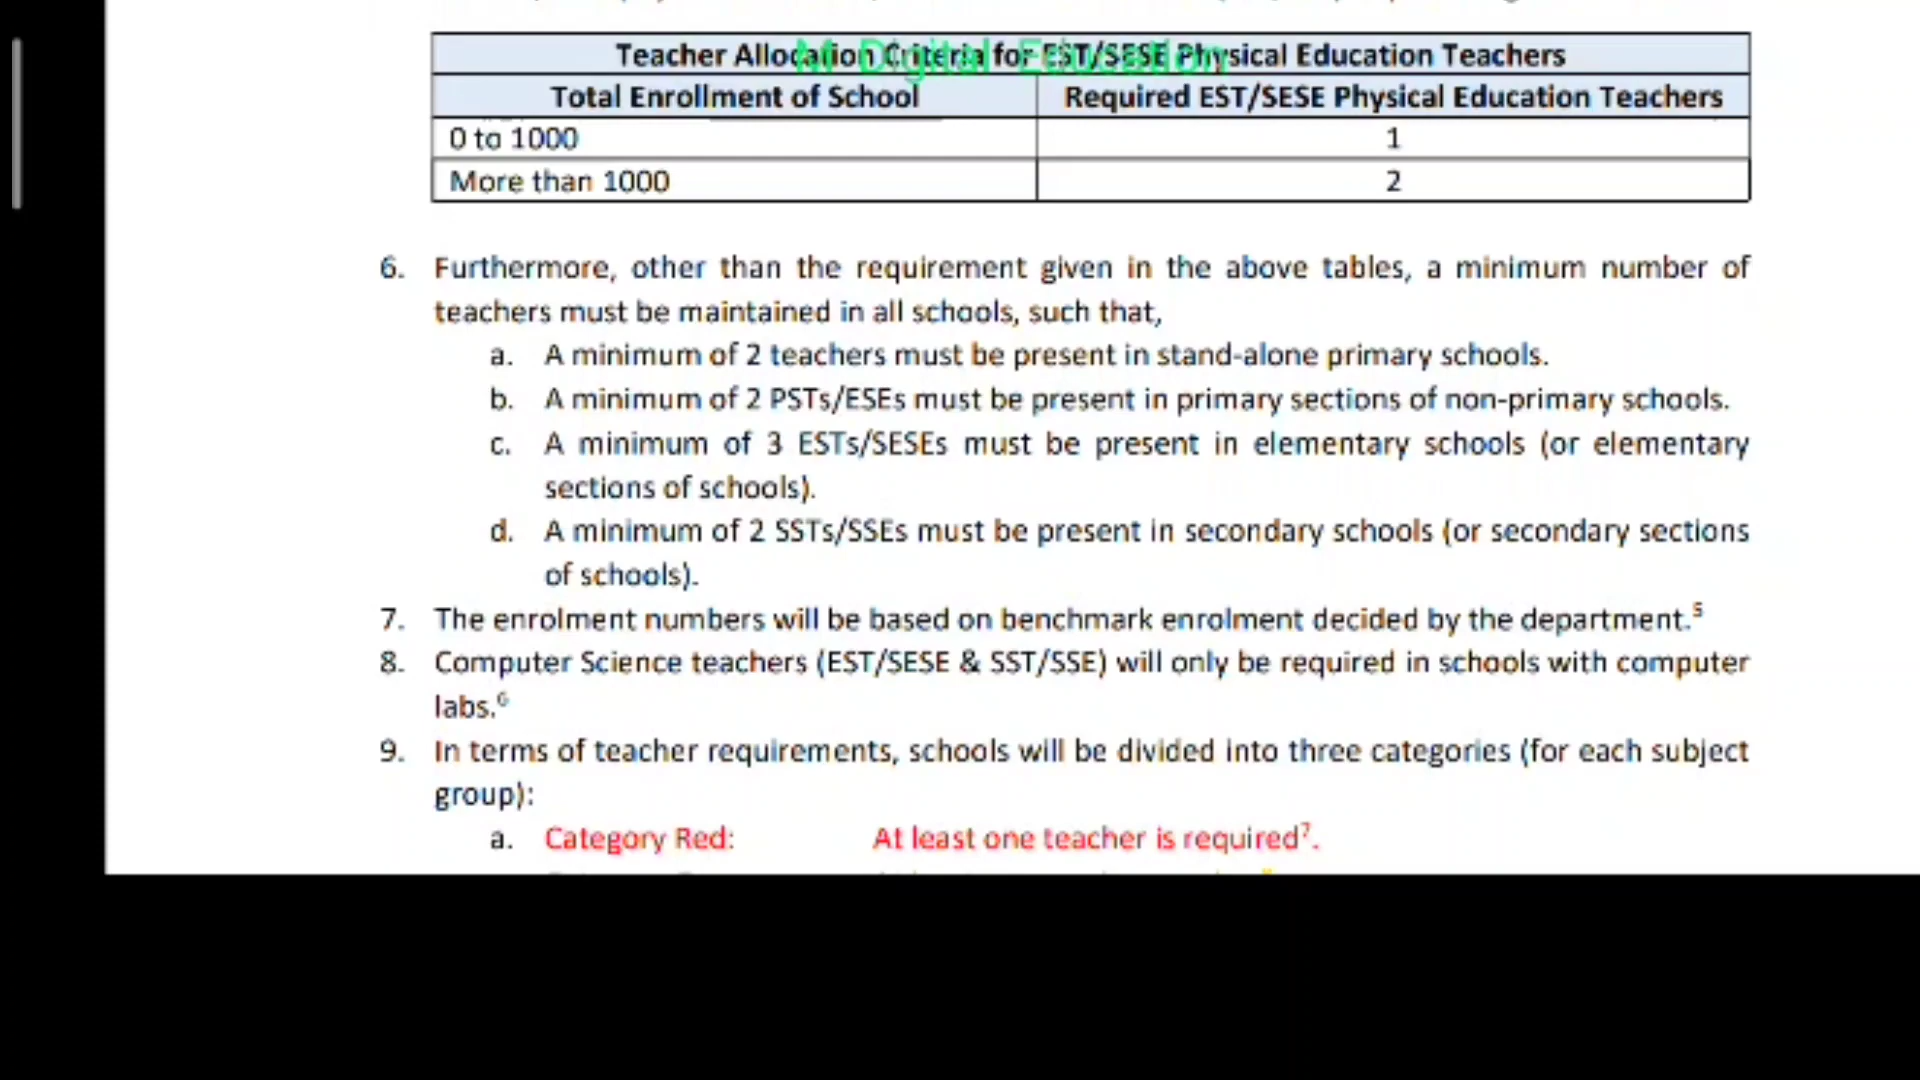 M Digital Education
Teacher Allocation Criteria for EST/SESE Physical Education Teachers
Total Enrollment of School Required EST/SESE Physical Education Teachers
0 to 1000 1
More than 1000 2
6. Furthermore, other than the requirement given in the above tables, a minimum number of
teachers must be maintained in all schools, such that,
a. A minimum of 2 teachers must be present in stand-alone primary schools.
b. A minimum of 2 PSTs/ESEs must be present in primary sections of non-primary schools.
c. A minimum of 3 ESTs/SESEs must be present in elementary schools (or elementary
sections of schools).
d. A minimum of 2 SSTs/SSEs must be present in secondary schools (or secondary sections
of schools).
7. The enrolment numbers will be based on benchmark enrolment decided by the department.⁵
8. Computer Science teachers (EST/SESE & SST/SSE) will only be required in schools with computer
labs.⁶
9. In terms of teacher requirements, schools will be divided into three categories (for each subject
group):
a. Category Red: At least one teacher is required⁷.